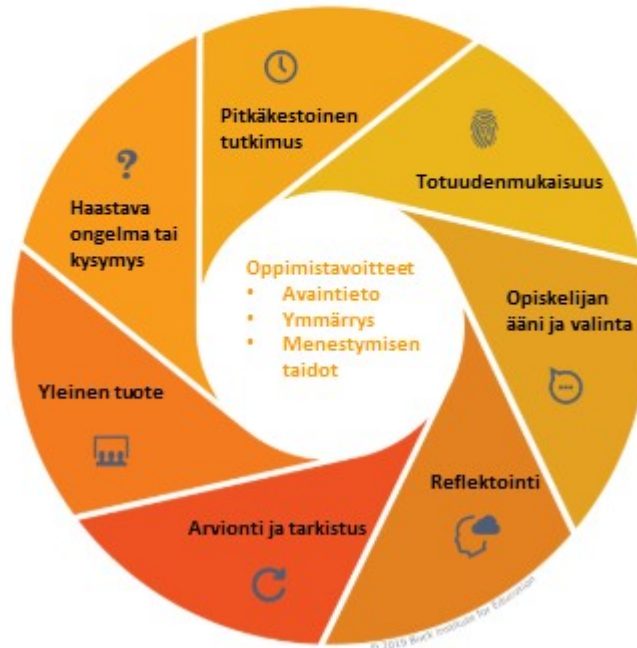 Pitkäkestoinen
tutkimus
Totuudenmukaisuus
Opiskelijan
ääni ja valinta
Reflektointi
Arvionti ja tarkistus
Yleinen tuote
Haastava
ongelma tai
kysymys
?
Oppimistavoitteet
• Avaintieto
• Ymmärrys
• Menestymisen
taidot
© 2019 Buck Institute for Education